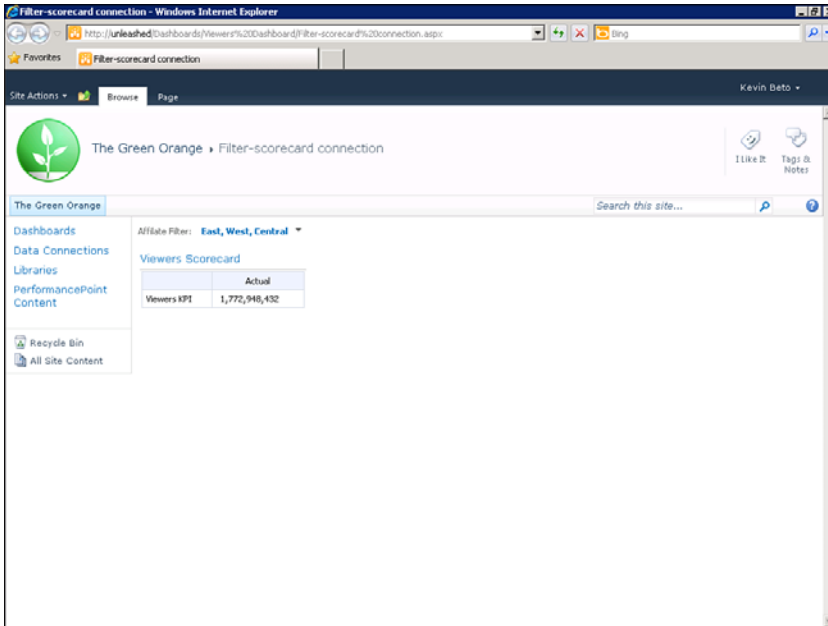 Filter-scorecard connection - Windows Internet Explorer
http://unleashed/Dashboards/Viewers%20Dashboard/Filter-scorecard%20connection.aspx
Bing
Favorites Filter-scorecard connection
Kevin Beto
Site Actions Browse Page
The Green Orange Filter-scorecard connection
I Like It Tags & Notes
The Green Orange Search this site...
Dashboards
Data Connections
Libraries
PerformancePoint
Content
Recycle Bin
All Site Content
Affilate Filter: East, West, Central
Viewers Scorecard
Actual
Viewers KPI 1,772,948,432